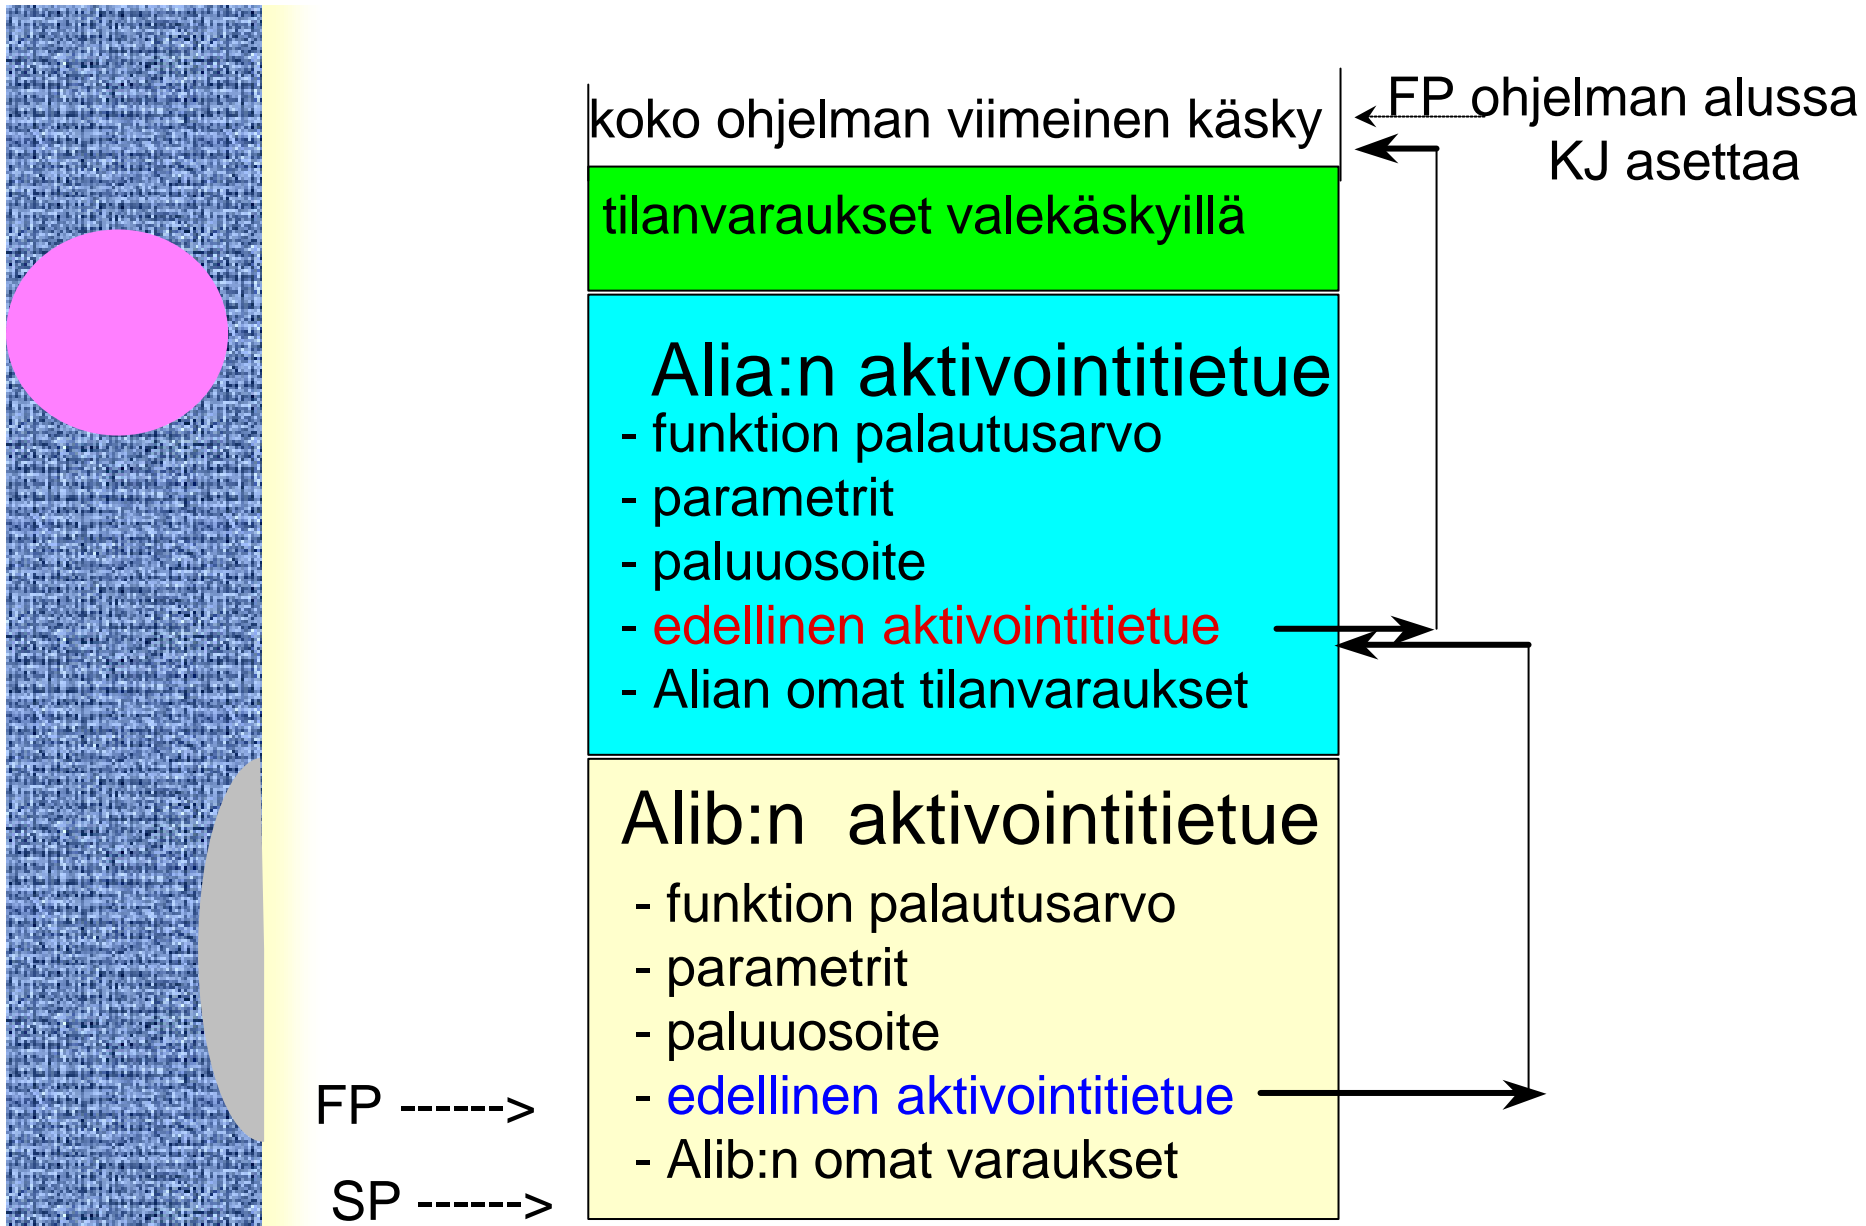 koko ohjelman viimeinen käsky
FP ohjelman alussa
KJ asettaa
tilanvaraukset valekäskyillä
Alia:n aktivointitietue
- funktion palautusarvo
- parametrit
- paluuosoite
- edellinen aktivointitietue
- Alian omat tilanvaraukset
Alib:n aktivointitietue
- funktion palautusarvo
- parametrit
- paluuosoite
- edellinen aktivointitietue
- Alib:n omat varaukset
FP ------>
SP ------>